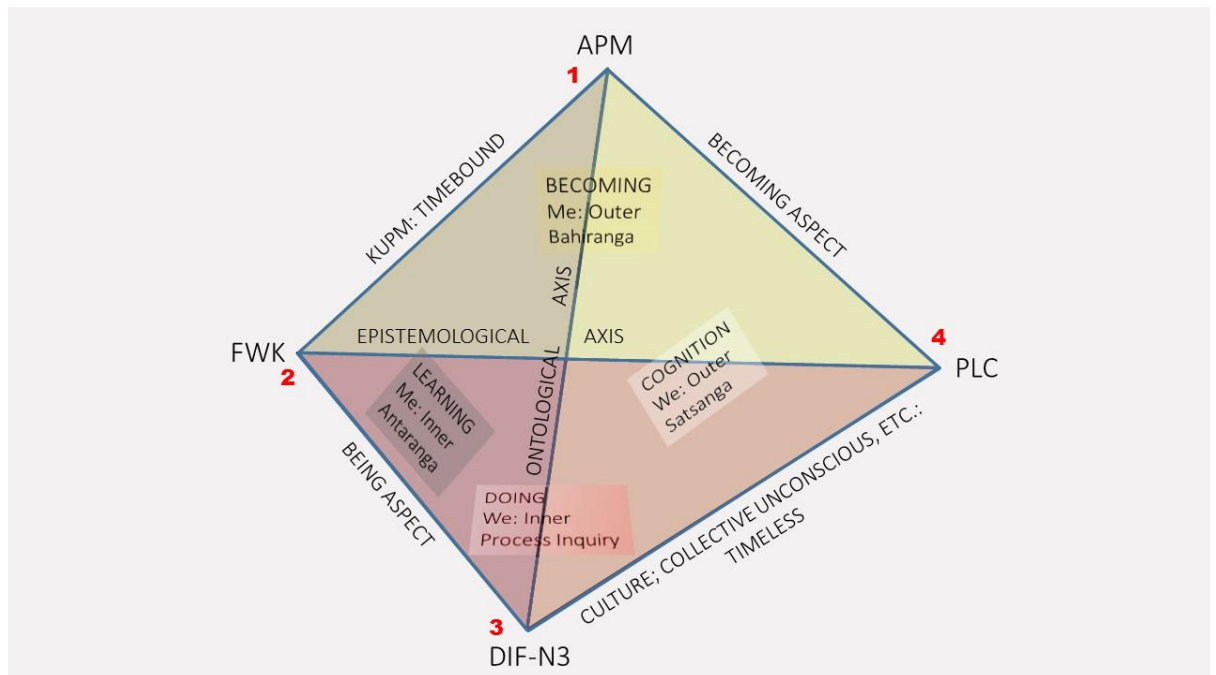 APM
1
KUPM: TIMEBOUND
BECOMING ASPECT
BECOMING
Me: Outer
Bahiranga
ONTOLOGICAL AXIS
EPISTEMOLOGICAL AXIS
FWK
2
4
PLC
LEARNING
Me: Inner
Antaranga
COGNITION
We: Outer
Satsanga
BEING ASPECT
DOING
We: Inner
Process Inquiry
CULTURE; COLLECTIVE UNCONSCIOUS, ETC.:
TIMELESS
3
DIF-N3